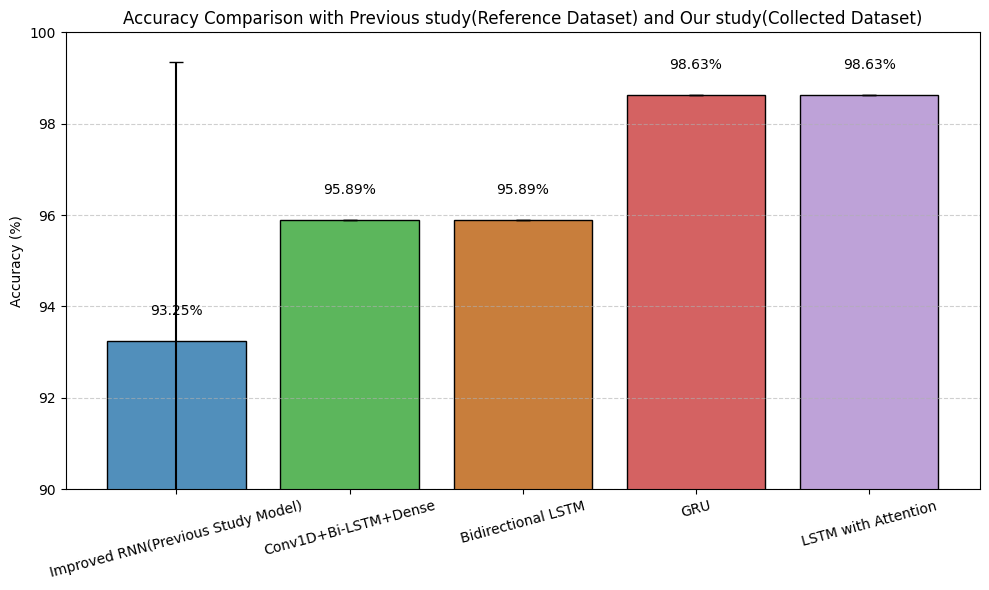 Accuracy Comparison with Previous study(Reference Dataset) and Our study(Collected Dataset)
Accuracy (%)
100
98
96
94
92
90
93.25%
95.89%
95.89%
98.63%
98.63%
Improved RNN(Previous Study Model)
Conv1D+Bi-LSTM+Dense
Bidirectional LSTM
GRU
LSTM with Attention